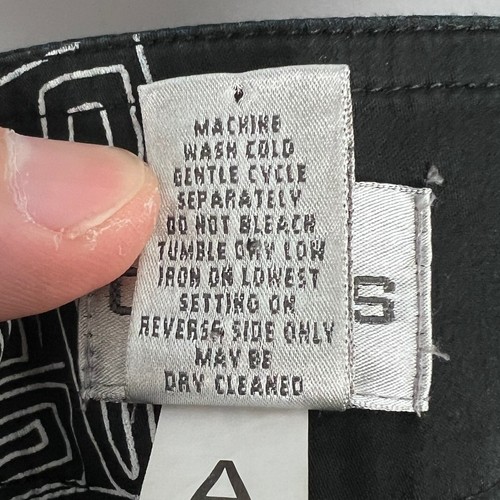 MACHINE
WASH COLD
GENTLE CYCLE
SEPARATELY
DO NOT BLEACH
TUMBLE DRY LOW
IRON ON LOWEST
SETTING ON
REVERSE SIDE ONLY
MAY BE
DRY CLEANED
S
A